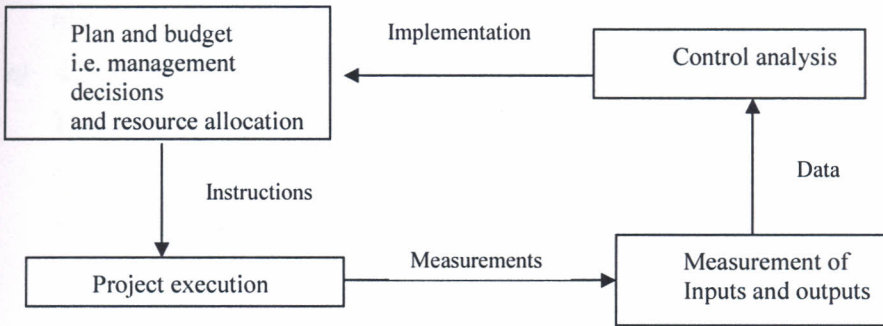 Plan and budget
i.e. management
decisions
and resource allocation
Implementation
Control analysis
Instructions
Data
Project execution
Measurements
Measurement of
Inputs and outputs